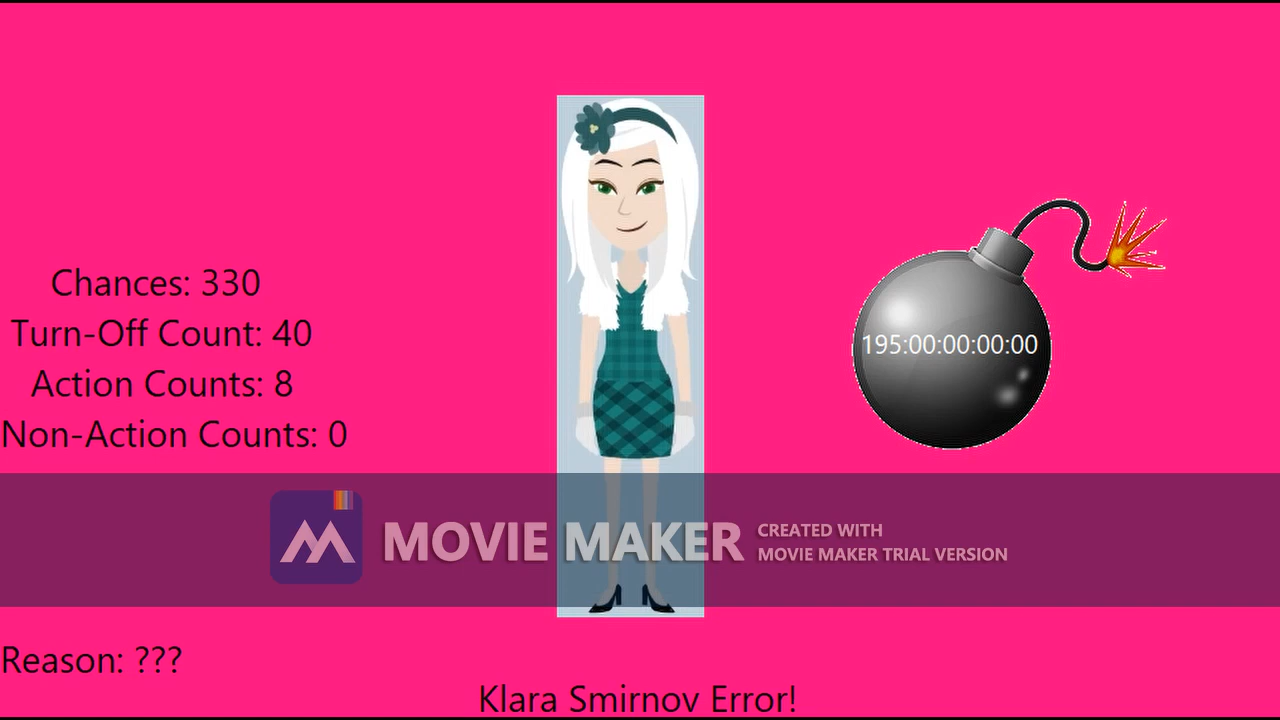 Chances: 330
Turn-Off Count: 40
Action Counts: 8
Non-Action Counts: 0
195:00:00:00:00
MOVIE MAKER
CREATED WITH
MOVIE MAKER TRIAL VERSION
Reason: ???
Klara Smirnov Error!